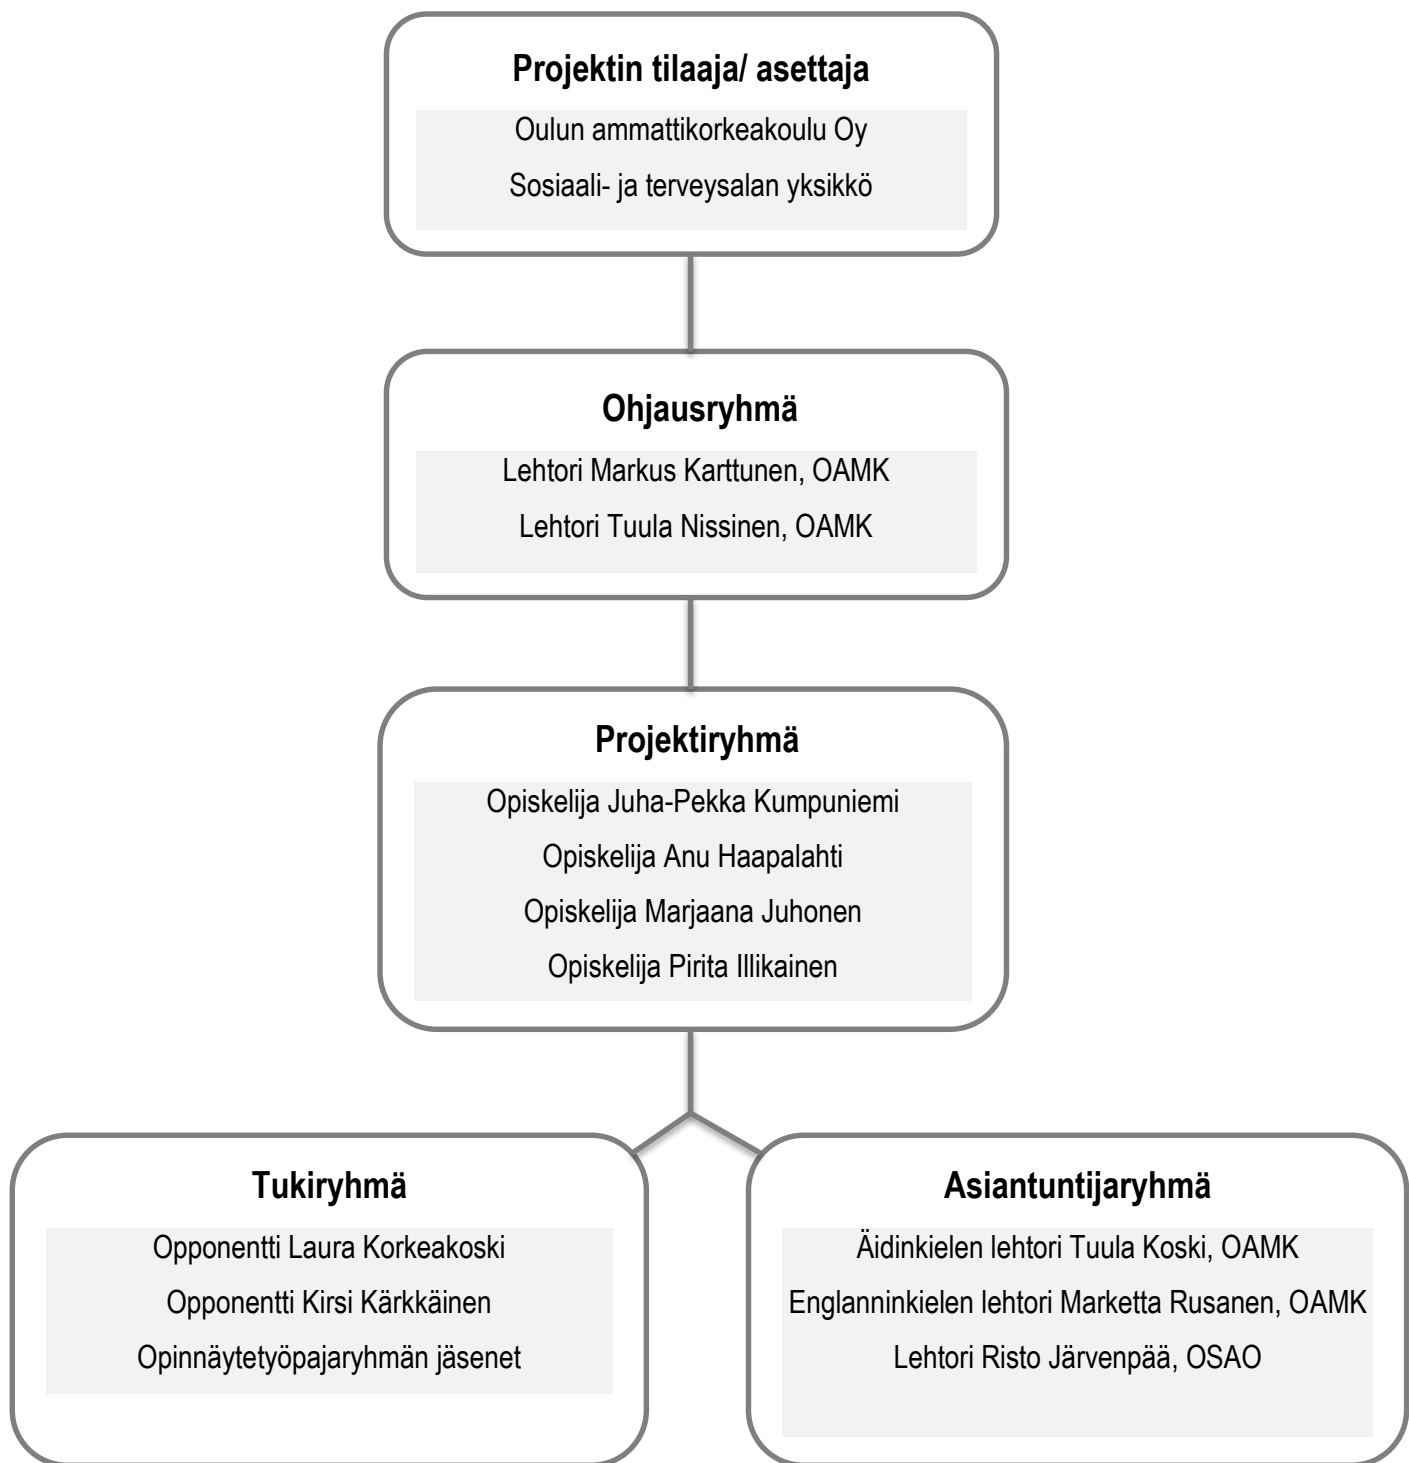 Projektin tilaaja/ asettaja
Oulun ammattikorkeakoulu Oy
Sosiaali- ja terveysalan yksikkö
Ohjausryhmä
Lehtori Markus Karttunen, OAMK
Lehtori Tuula Nissinen, OAMK
Projektiryhmä
Opiskelija Juha-Pekka Kumpuniemi
Opiskelija Anu Haapalahti
Opiskelija Marjaana Juhonen
Opiskelija Pirita Illikainen
Tukiryhmä
Opponentti Laura Korkeakoski
Opponentti Kirsi Kärkkäinen
Opinnäytetyöpajaryhmän jäsenet
Asiantuntijaryhmä
Äidinkielen lehtori Tuula Koski, OAMK
Englanninkielen lehtori Marketta Rusanen, OAMK
Lehtori Risto Järvenpää, OSAO